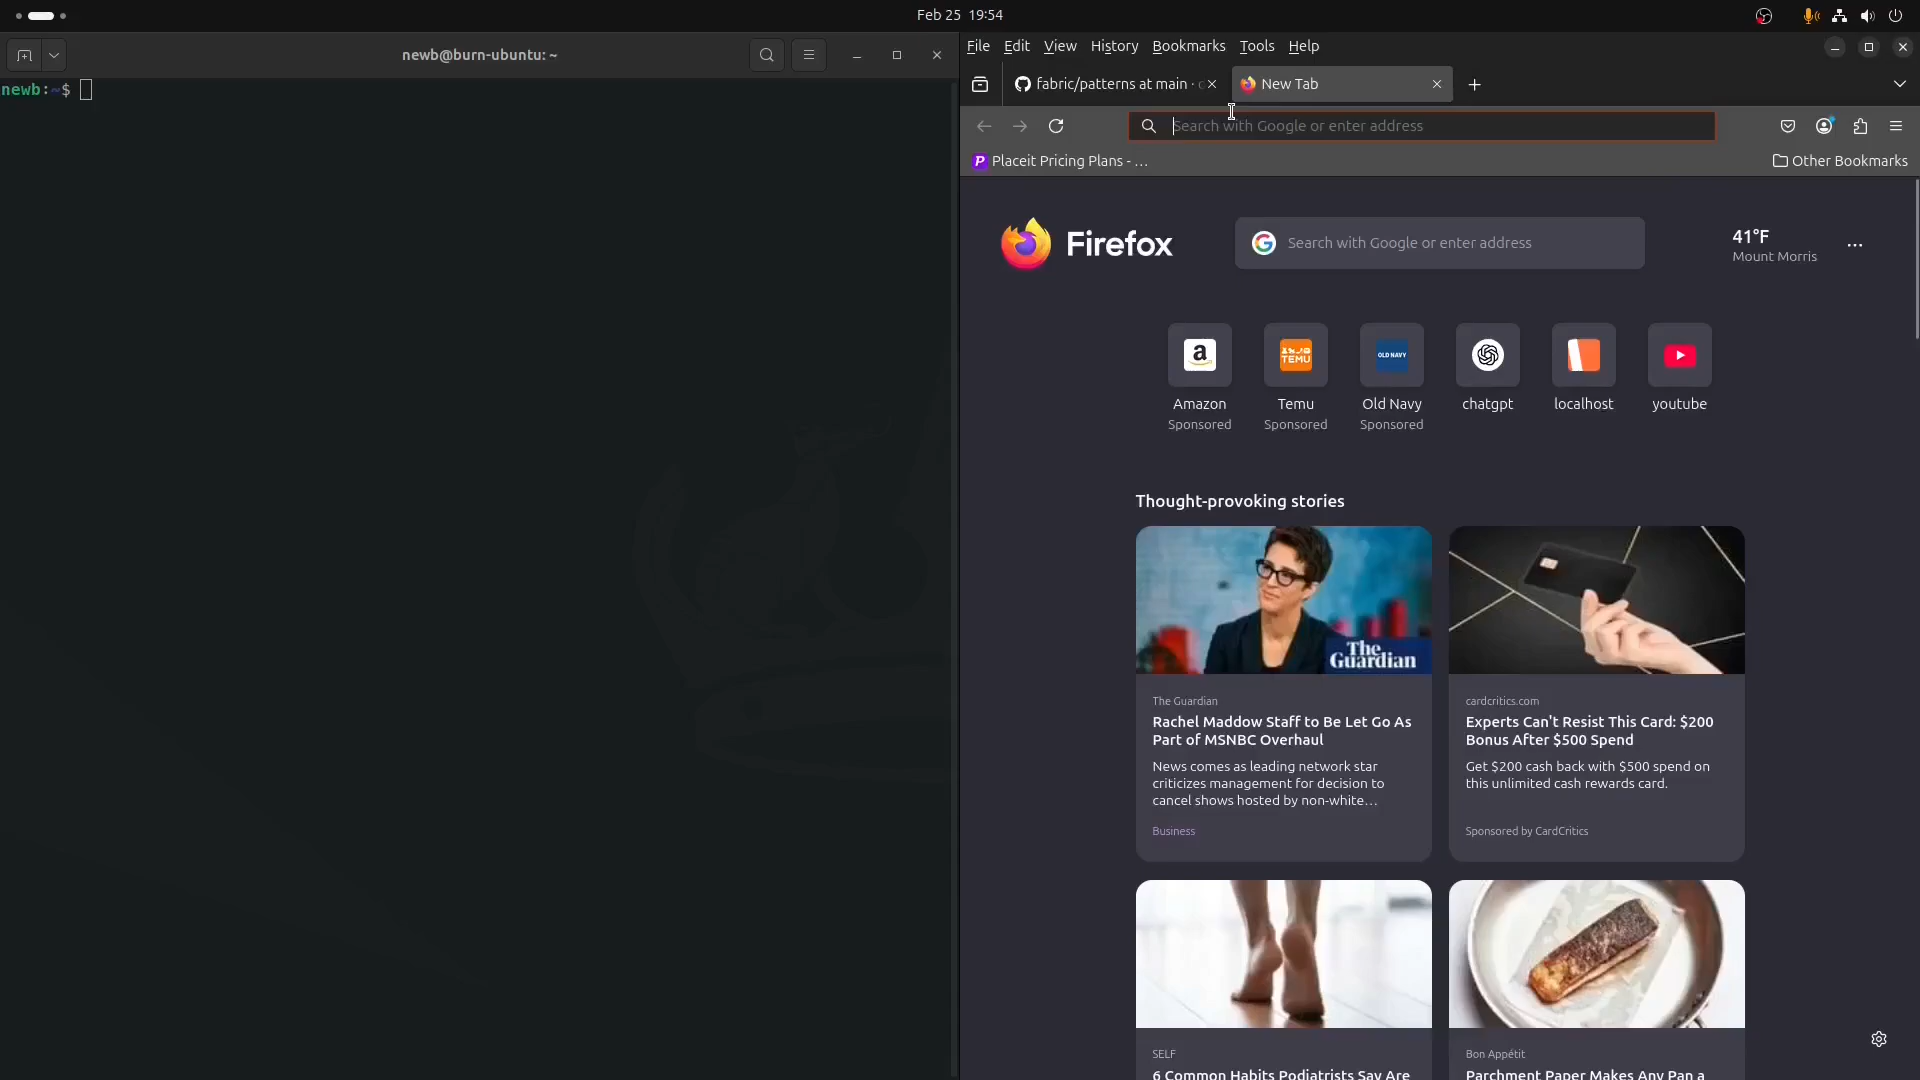 Feb 25 19:54
newb@burn-ubuntu: ~
newb:~$
File Edit View History Bookmarks Tools Help
fabric/patterns at main ·
New Tab
Search with Google or enter address
Placeit Pricing Plans - …
Other Bookmarks
Firefox
Search with Google or enter address
41°F
Mount Morris
a
TEMU
OLD NAVY
Amazon
Sponsored
Temu
Sponsored
Old Navy
Sponsored
chatgpt
localhost
youtube
Thought-provoking stories
The
Guardian
The Guardian
Rachel Maddow Staff to Be Let Go As
Part of MSNBC Overhaul
News comes as leading network star
criticizes management for decision to
cancel shows hosted by non-white…
Business
cardcritics.com
Experts Can't Resist This Card: $200
Bonus After $500 Spend
Get $200 cash back with $500 spend on
this unlimited cash rewards card.
Sponsored by CardCritics
SELF
6 Common Habits Podiatrists Say Are
Bon Appétit
Parchment Paper Makes Any Pan a